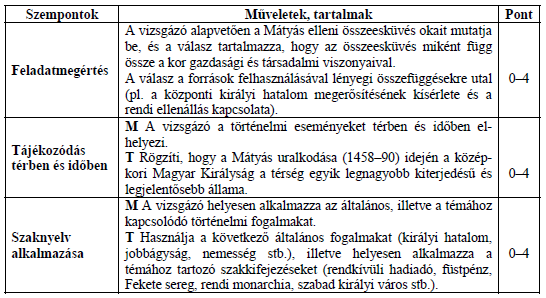 Szempontok
Műveletek, tartalmak
Pont
Feladatmegértés
A vizsgázó alapvetően a Mátyás elleni összeesküvés okait mutatja
be, és a válasz tartalmazza, hogy az összeesküvés miként függ
össze a kor gazdasági és társadalmi viszonyaival.
A válasz a források felhasználásával lényegi összefüggésekre utal
(pl. a központi királyi hatalom megerősítésének kísérlete és a
rendi ellenállás kapcsolata).
0–4
Tájékozódás
térben és időben
M A vizsgázó a történelmi eseményeket térben és időben el-
helyezi.
T Rögzíti, hogy a Mátyás uralkodása (1458–90) idején a közép-
kori Magyar Királyság a térség egyik legnagyobb kiterjedésű és
legjelentősebb állama.
0–4
Szaknyelv
alkalmazása
M A vizsgázó helyesen alkalmazza az általános, illetve a témához
kapcsolódó történelmi fogalmakat.
T Használja a következő általános fogalmakat (királyi hatalom,
jobbágyság, nemesség stb.), illetve helyesen alkalmazza a
témához tartozó szakkifejezéseket (rendkívüli hadiadó, füstpénz,
Fekete sereg, rendi monarchia, szabad királyi város stb.).
0–4